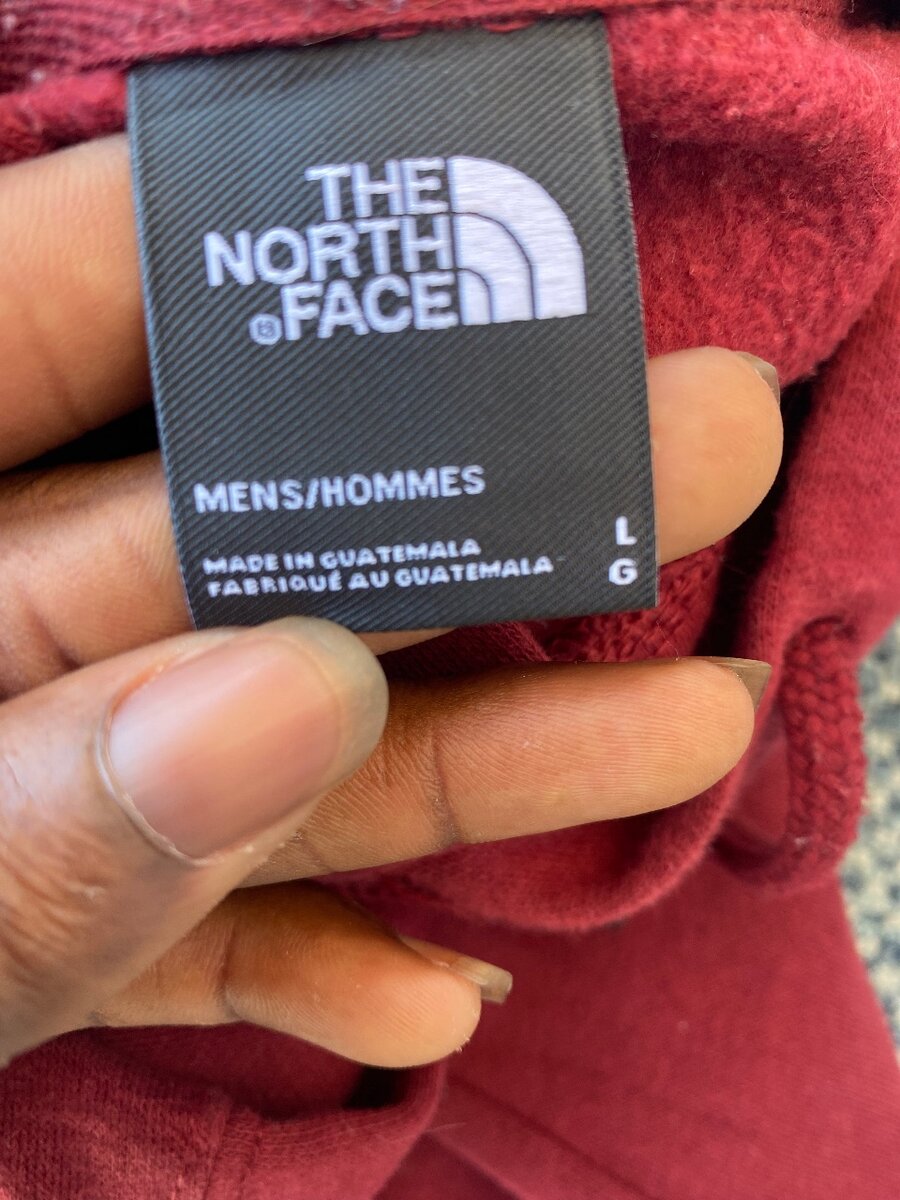 THE
NORTH
®FACE
MENS/HOMMES
L
MADE IN GUATEMALA
FABRIQUÉ AU GUATEMALA
G